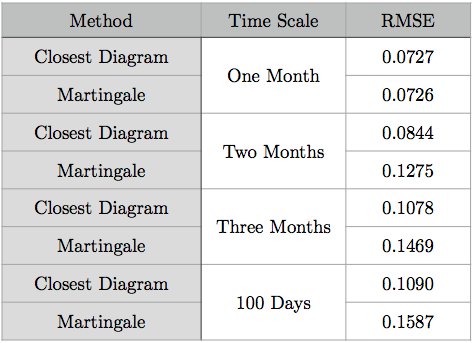 Method Time Scale RMSE
Closest Diagram 0.0727
One Month
Martingale 0.0726
Closest Diagram 0.0844
Two Months
Martingale 0.1275
Closest Diagram 0.1078
Three Months
Martingale 0.1469
Closest Diagram 0.1090
100 Days
Martingale 0.1587